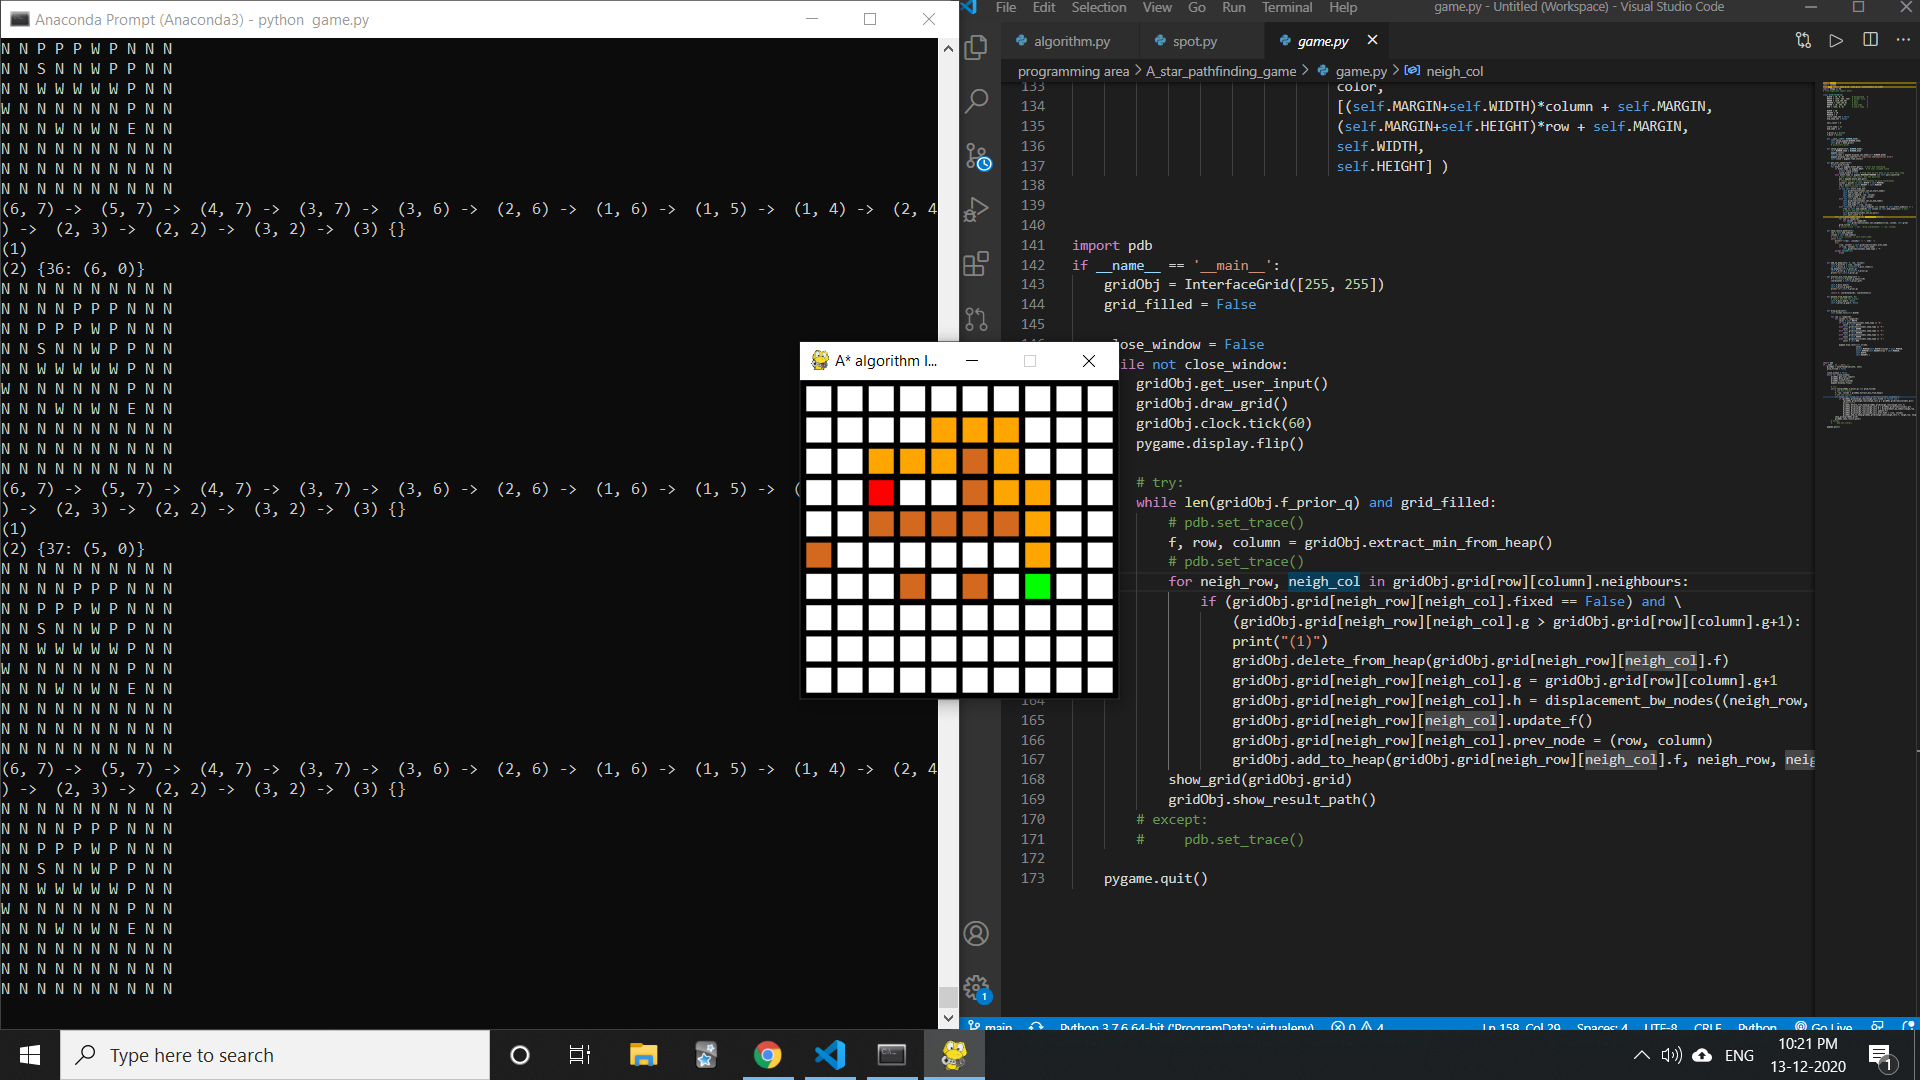 Anaconda Prompt (Anaconda3) - python  game.py
N N P P P W P N N N
N N S N N W P P N N
N N W W W W W P N N
W N N N N N N P N N
N N N W N W N E N N
N N N N N N N N N N
N N N N N N N N N N
N N N N N N N N N N
(6, 7) ->  (5, 7) ->  (4, 7) ->  (3, 7) ->  (3, 6) ->  (2, 6) ->  (1, 6) ->  (1, 5) ->  (1, 4) ->  (2, 4
) ->  (2, 3) ->  (2, 2) ->  (3, 2) ->  (3) {}
(1)
(2) {36: (6, 0)}
N N N N N N N N N N
N N N N P P P N N N
N N P P P W P N N N
N N S N N W P P N N
N N W W W W W P N N
W N N N N N N P N N
N N N W N W N E N N
N N N N N N N N N N
N N N N N N N N N N
N N N N N N N N N N
(6, 7) ->  (5, 7) ->  (4, 7) ->  (3, 7) ->  (3, 6) ->  (2, 6) ->  (1, 6) ->  (1, 5) ->  (
) ->  (2, 3) ->  (2, 2) ->  (3, 2) ->  (3) {}
(1)
(2) {37: (5, 0)}
N N N N N N N N N N
N N N N P P P N N N
N N P P P W P N N N
N N S N N W P P N N
N N W W W W W P N N
W N N N N N N P N N
N N N W N W N E N N
N N N N N N N N N N
N N N N N N N N N N
N N N N N N N N N N
(6, 7) ->  (5, 7) ->  (4, 7) ->  (3, 7) ->  (3, 6) ->  (2, 6) ->  (1, 6) ->  (1, 5) ->  (1, 4) ->  (2, 4
) ->  (2, 3) ->  (2, 2) ->  (3, 2) ->  (3) {}
N N N N N N N N N N
N N N N P P P N N N
N N P P P W P N N N
N N S N N W P P N N
N N W W W W W P N N
W N N N N N N P N N
N N N W N W N E N N
N N N N N N N N N N
N N N N N N N N N N
N N N N N N N N N N
A* algorithm I...
File Edit Selection View Go Run Terminal Help game.py - Untitled (Workspace) - Visual Studio Code
algorithm.py spot.py game.py
programming area > A_star_pathfinding_game > game.py > neigh_col
133 color,
134 [(self.MARGIN+self.WIDTH)*column + self.MARGIN,
135 (self.MARGIN+self.HEIGHT)*row + self.MARGIN,
136 self.WIDTH,
137 self.HEIGHT] )
138
139
140
141 import pdb
142 if __name__ == '__main__':
143 gridObj = InterfaceGrid([255, 255])
144 grid_filled = False
145
lose_window = False
ile not close_window:
gridObj.get_user_input()
gridObj.draw_grid()
gridObj.clock.tick(60)
pygame.display.flip()
# try:
while len(gridObj.f_prior_q) and grid_filled:
# pdb.set_trace()
f, row, column = gridObj.extract_min_from_heap()
# pdb.set_trace()
for neigh_row, neigh_col in gridObj.grid[row][column].neighbours:
if (gridObj.grid[neigh_row][neigh_col].fixed == False) and \
(gridObj.grid[neigh_row][neigh_col].g > gridObj.grid[row][column].g+1):
print("(1)")
gridObj.delete_from_heap(gridObj.grid[neigh_row][neigh_col].f)
gridObj.grid[neigh_row][neigh_col].g = gridObj.grid[row][column].g+1
164 gridObj.grid[neigh_row][neigh_col].h = displacement_bw_nodes((neigh_row,
165 gridObj.grid[neigh_row][neigh_col].update_f()
166 gridObj.grid[neigh_row][neigh_col].prev_node = (row, column)
167 gridObj.add_to_heap(gridObj.grid[neigh_row][neigh_col].f, neigh_row, neig
168 show_grid(gridObj.grid)
169 gridObj.show_result_path()
170 # except:
171 #     pdb.set_trace()
172
173 pygame.quit()
1
main Python 3.7.6 64-bit ('ProgramData': virtualenv) 0 4 Ln 158, Col 29 Spaces: 4 UTF-8 CRLF Python Go Live
Type here to search
ENG
10:21 PM
13-12-2020
1